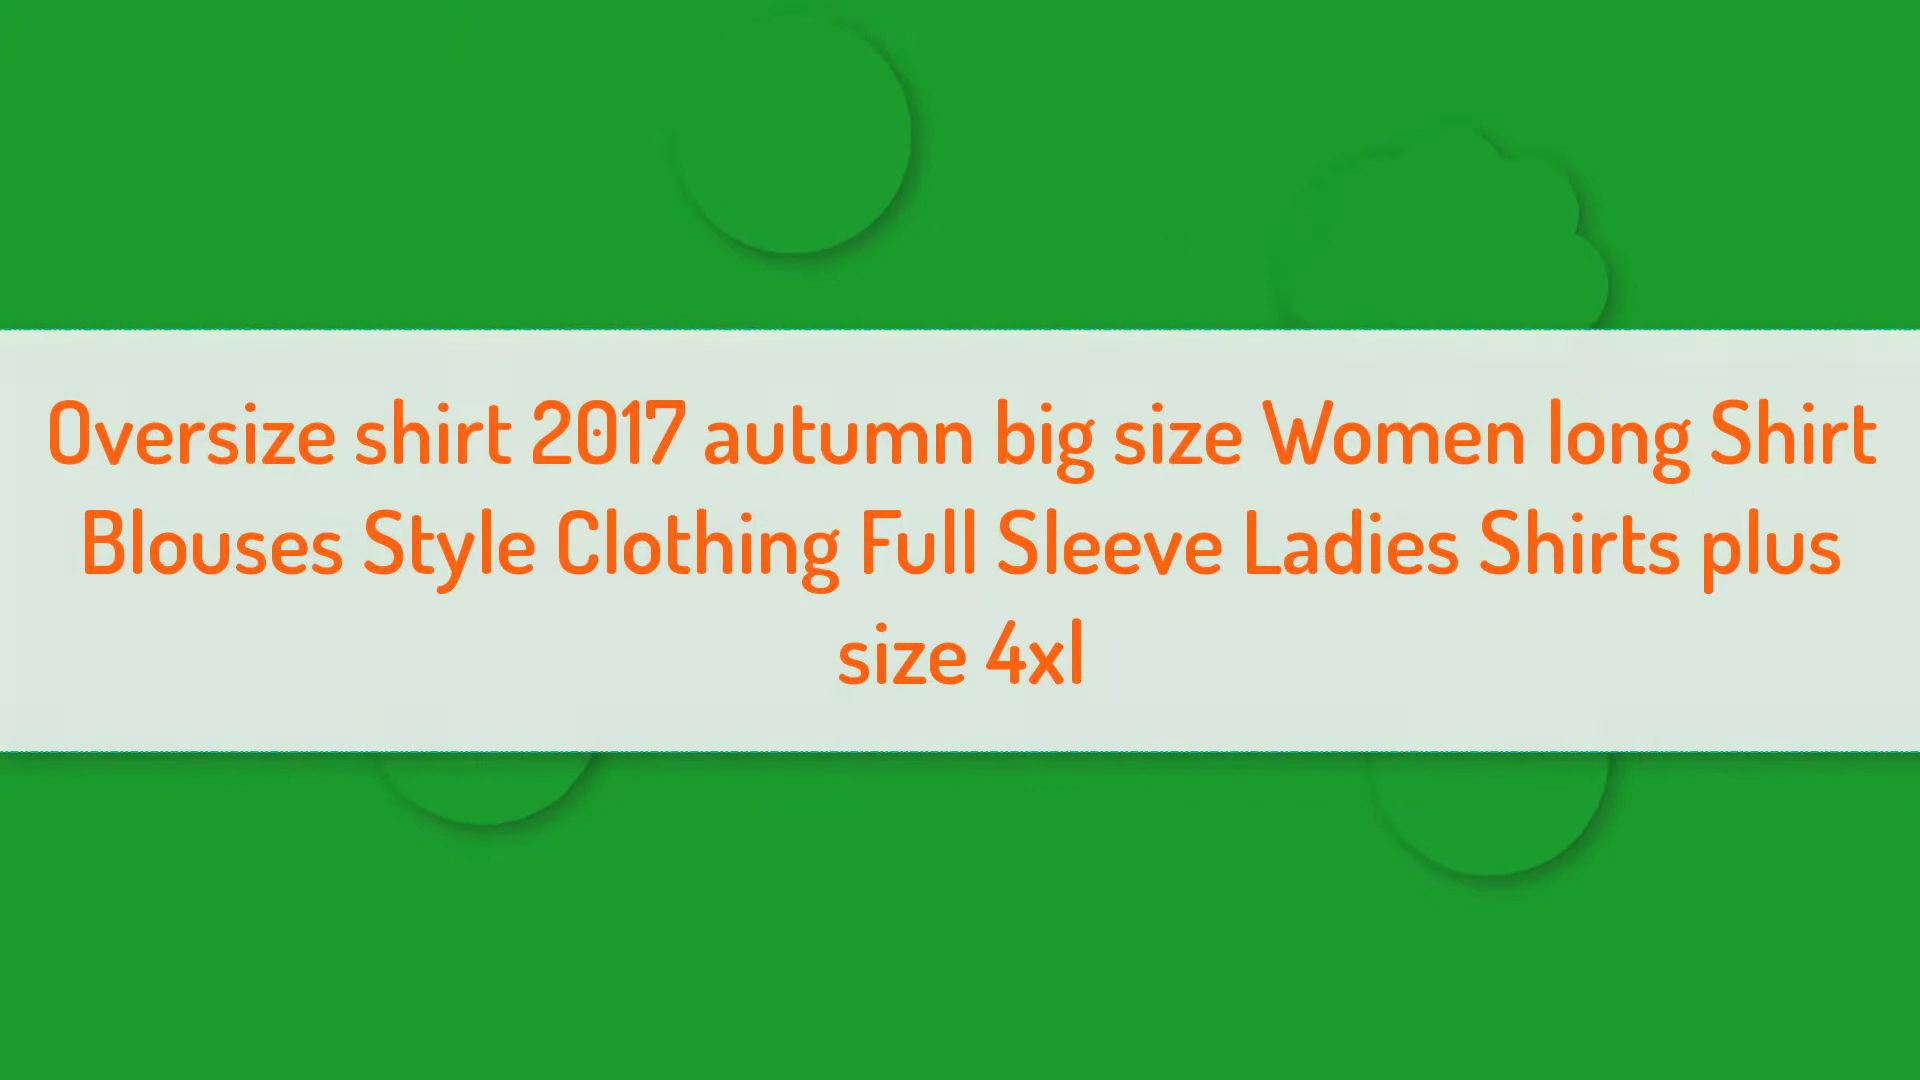 Oversize shirt 2017 autumn big size Women long Shirt
Blouses Style Clothing Full Sleeve Ladies Shirts plus
size 4xl